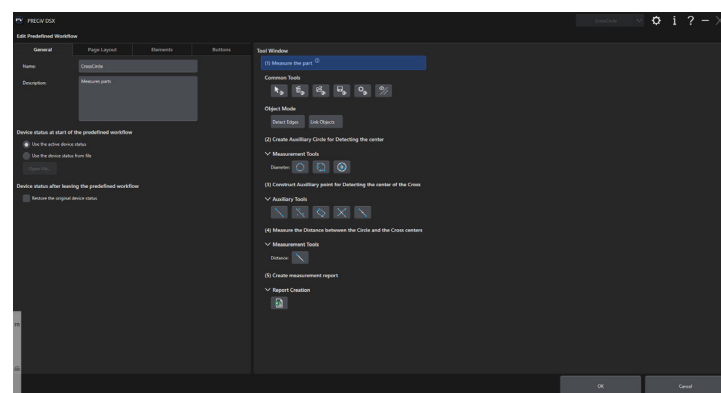 PRECiV DSX
CrossCircle
Edit Predefined Workflow
General Page Layout Elements Buttons
Name: CrossCircle
Description: Measures parts
Device status at start of the predefined workflow
Use the active device status
Use the device status from file
Open File...
Device status after leaving the predefined workflow
Restore the original device status
Tool Window
(1) Measure the part
Common Tools
Object Mode
Detect Edges Link Objects
(2) Create Auxilliary Circle for Detecting the center
Measurement Tools
Diameter:
(3) Construct Auxilliary point for Detecting the center of the Cross
Auxiliary Tools
(4) Measure the Distance between the Circle and the Cross centers
Measurement Tools
Distance:
(5) Create measurement report
Report Creation
OK Cancel